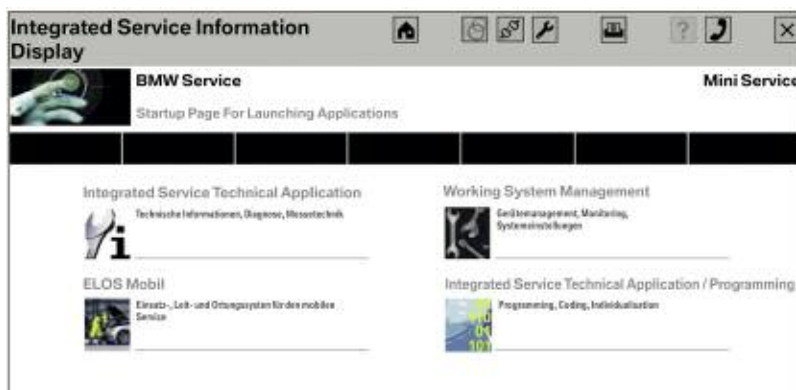 Integrated Service Information
Display
BMW Service
Mini Service
Startup Page For Launching Applications
Integrated Service Technical Application
Technische Informationen, Diagnose, Messtechnik
Working System Management
Gerätemanagement, Monitoring,
Systemeinstellungen
ELOS Mobil
Einsatz-, Leit- und Ortungssystem für den mobilen
Service
Integrated Service Technical Application / Programming
Programming, Coding, Individualisation